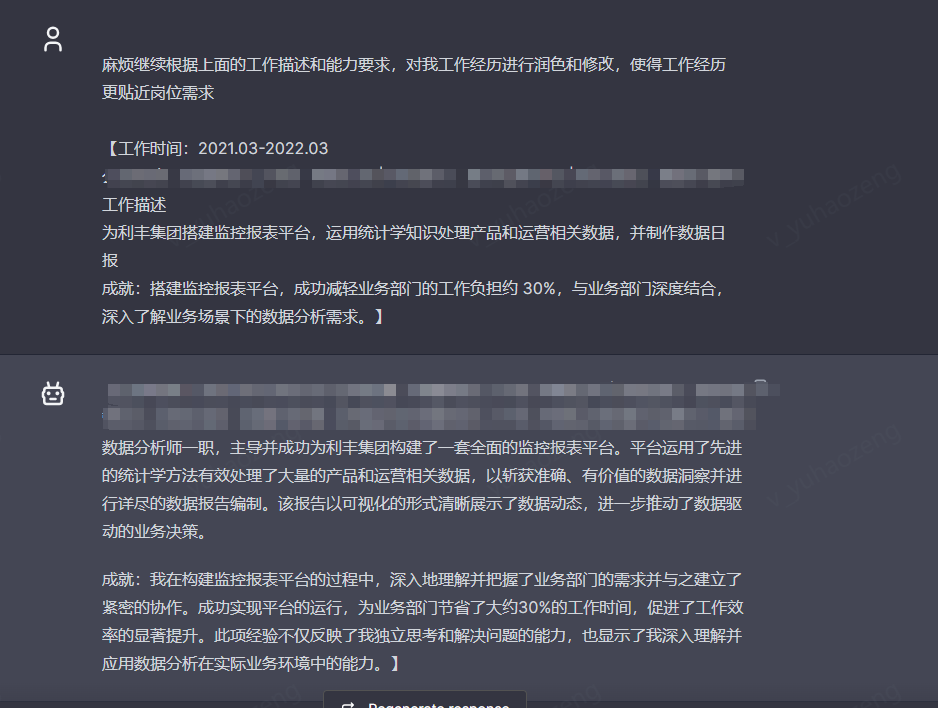 麻烦继续根据上面的工作描述和能力要求，对我工作经历进行润色和修改，使得工作经历
更贴近岗位需求
【工作时间：2021.03-2022.03
工作描述
为利丰集团搭建监控报表平台，运用统计学知识处理产品和运营相关数据，并制作数据日
报
成就：搭建监控报表平台，成功减轻业务部门的工作负担约 30%，与业务部门深度结合，
深入了解业务场景下的数据分析需求。】
数据分析师一职，主导并成功为利丰集团构建了一套全面的监控报表平台。平台运用了先进
的统计学方法有效处理了大量的产品和运营相关数据，以斩获准确、有价值的数据洞察并进
行详尽的数据报告编制。该报告以可视化的形式清晰展示了数据动态，进一步推动了数据驱
动的业务决策。
成就：我在构建监控报表平台的过程中，深入地理解并把握了业务部门的需求并与之建立了
紧密的协作。成功实现平台的运行，为业务部门节省了大约30%的工作时间，促进了工作效
率的显著提升。此项经验不仅反映了我独立思考和解决问题的能力，也显示了我深入理解并
应用数据分析在实际业务环境中的能力。】
Regenerate response
v_yuhaozeng
v_yuhaozeng